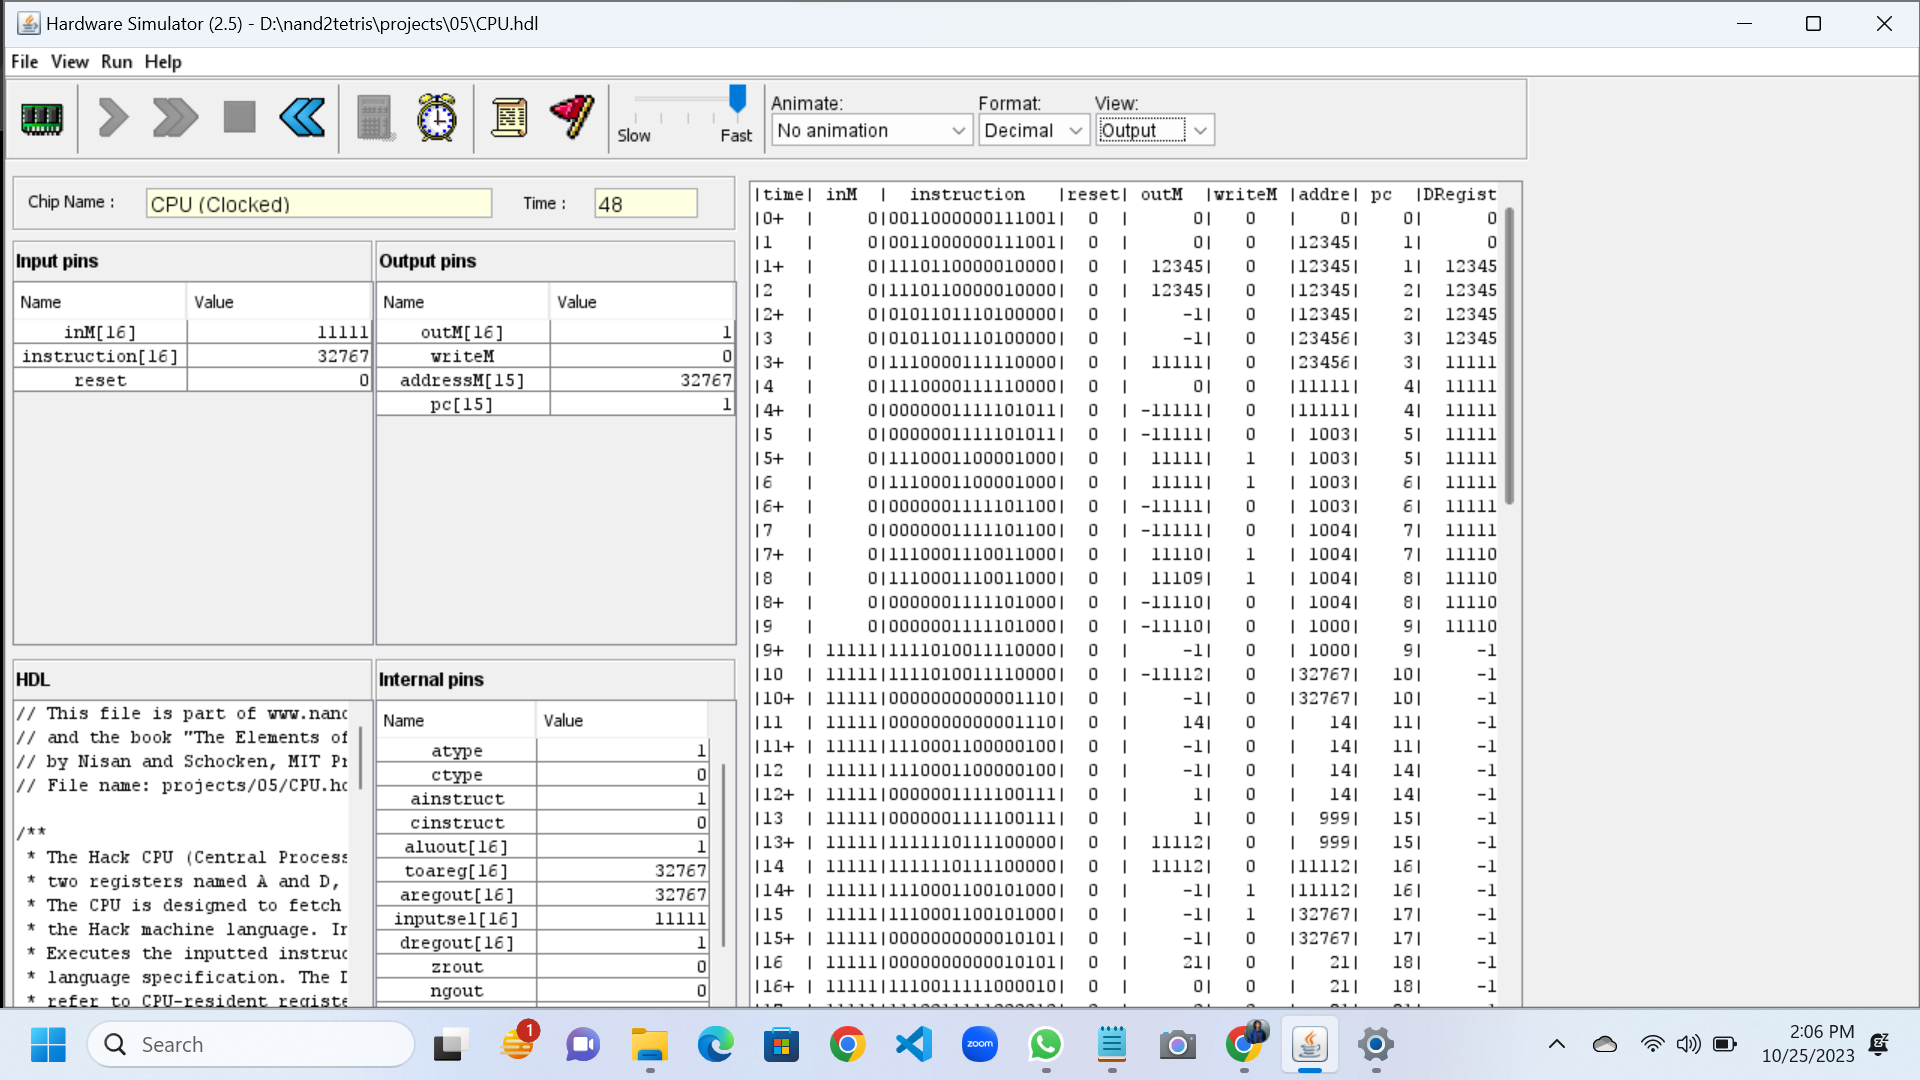 Hardware Simulator (2.5) - D:\nand2tetris\projects\05\CPU.hdl
File View Run Help
Slow Fast
Animate: Format: View:
No animation Decimal Output
Chip Name : CPU (Clocked) Time : 48
Input pins
Name Value
inM[16] 11111
instruction[16] 32767
reset 0
Output pins
Name Value
outM[16] 1
writeM 0
addressM[15] 32767
pc[15] 1
HDL
// This file is part of www.nanc
// and the book "The Elements of
// by Nisan and Schocken, MIT Pr
// File name: projects/05/CPU.hd
/**
* The Hack CPU (Central Process
* two registers named A and D,
* The CPU is designed to fetch
* the Hack machine language. In
* Executes the inputted instruc
* language specification. The D
* refer to CPU-resident registe
Internal pins
Name Value
atype 1
ctype 0
ainstruct 1
cinstruct 0
aluout[16] 1
toareg[16] 32767
aregout[16] 32767
inputsel[16] 11111
dregout[16] 1
zrout 0
ngout 0
|time| inM | instruction |reset| outM |writeM |addre| pc |DRegist
|0+ | 0|0011000000111001| 0 | 0| 0 | 0| 0| 0
|1 | 0|0011000000111001| 0 | 0| 0 |12345| 1| 0
|1+ | 0|1110110000010000| 0 | 12345| 0 |12345| 1| 12345
|2 | 0|1110110000010000| 0 | 12345| 0 |12345| 2| 12345
|2+ | 0|0101101110100000| 0 | -1| 0 |12345| 2| 12345
|3 | 0|0101101110100000| 0 | -1| 0 |23456| 3| 12345
|3+ | 0|1110000111110000| 0 | 11111| 0 |23456| 3| 11111
|4 | 0|1110000111110000| 0 | 0| 0 |11111| 4| 11111
|4+ | 0|0000001111101011| 0 | -11111| 0 |11111| 4| 11111
|5 | 0|0000001111101011| 0 | -11111| 0 | 1003| 5| 11111
|5+ | 0|1110001100001000| 0 | 11111| 1 | 1003| 5| 11111
|6 | 0|1110001100001000| 0 | 11111| 1 | 1003| 6| 11111
|6+ | 0|0000001111101100| 0 | -11111| 0 | 1003| 6| 11111
|7 | 0|0000001111101100| 0 | -11111| 0 | 1004| 7| 11111
|7+ | 0|1110001110011000| 0 | 11110| 1 | 1004| 7| 11110
|8 | 0|1110001110011000| 0 | 11109| 1 | 1004| 8| 11110
|8+ | 0|0000001111101000| 0 | -11110| 0 | 1004| 8| 11110
|9 | 0|0000001111101000| 0 | -11110| 0 | 1000| 9| 11110
|9+ | 11111|1111010011110000| 0 | -1| 0 | 1000| 9| -1
|10 | 11111|1111010011110000| 0 | -11112| 0 |32767| 10| -1
|10+ | 11111|0000000000001110| 0 | -1| 0 |32767| 10| -1
|11 | 11111|0000000000001110| 0 | 14| 0 | 14| 11| -1
|11+ | 11111|1110001100000100| 0 | -1| 0 | 14| 11| -1
|12 | 11111|1110001100000100| 0 | -1| 0 | 14| 14| -1
|12+ | 11111|0000001111100111| 0 | 1| 0 | 14| 14| -1
|13 | 11111|0000001111100111| 0 | 1| 0 | 999| 15| -1
|13+ | 11111|1111110111100000| 0 | 11112| 0 | 999| 15| -1
|14 | 11111|1111110111100000| 0 | 11112| 0 |11112| 16| -1
|14+ | 11111|1110001100101000| 0 | -1| 1 |11112| 16| -1
|15 | 11111|1110001100101000| 0 | -1| 1 |32767| 17| -1
|15+ | 11111|0000000000010101| 0 | -1| 0 |32767| 17| -1
|16 | 11111|0000000000010101| 0 | 21| 0 | 21| 18| -1
|16+ | 11111|1110011111000010| 0 | 0| 0 | 21| 18| -1
Search
1
zoom
2:06 PM
10/25/2023